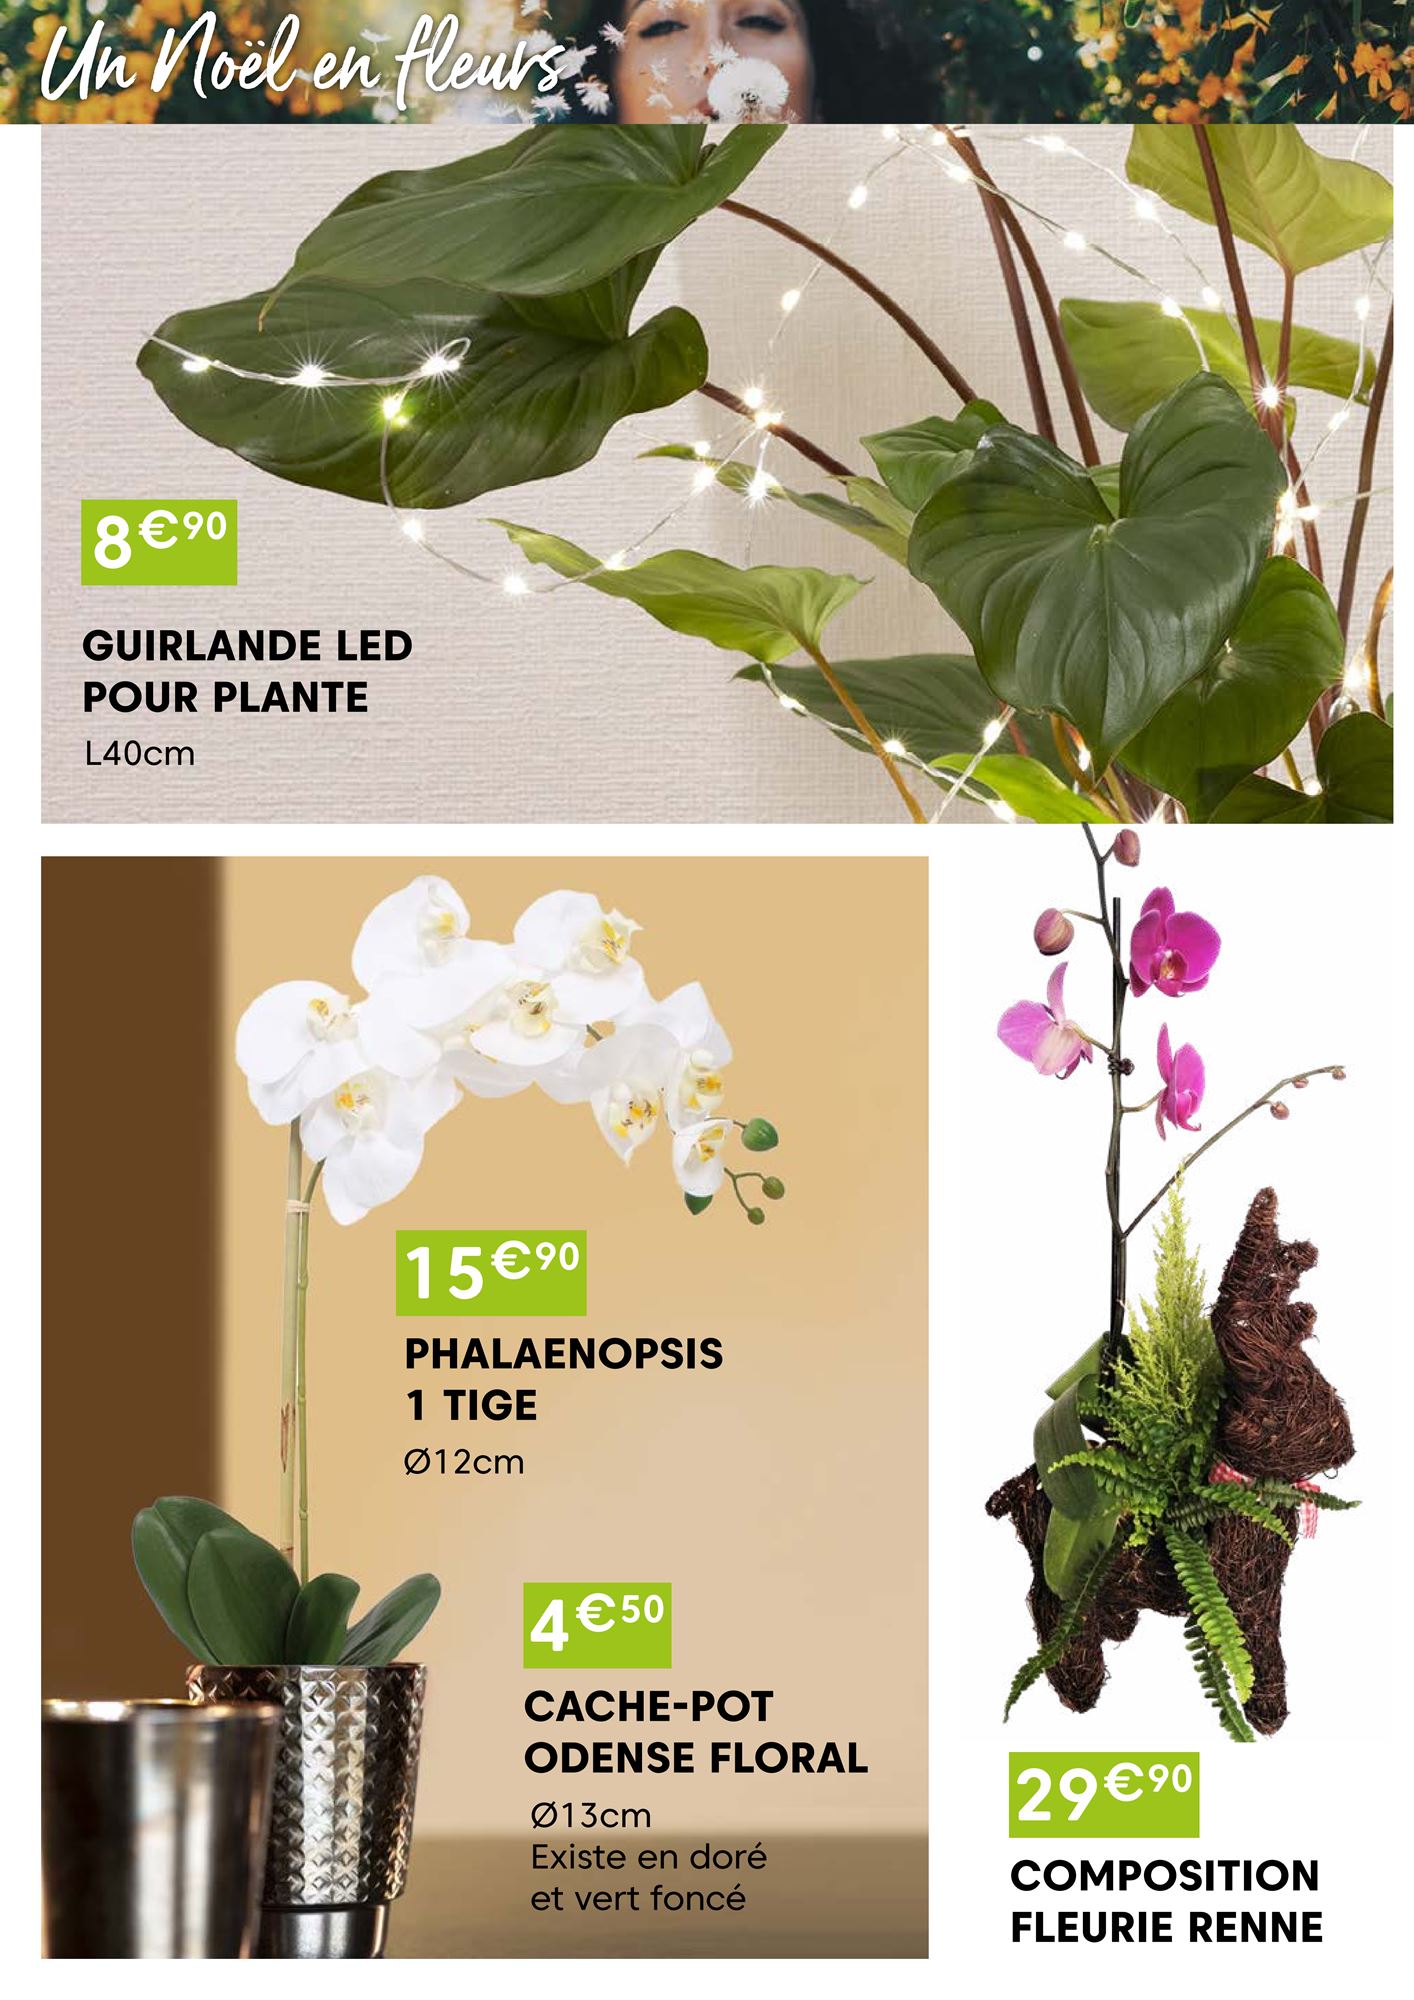 Un Noël en fleurs
8€90
GUIRLANDE LED
POUR PLANTE
L40cm
15€90
PHALAENOPSIS
1 TIGE
Ø12cm
4€50
CACHE-POT
ODENSE FLORAL
Ø13cm
Existe en doré
et vert foncé
29€90
COMPOSITION
FLEURIE RENNE